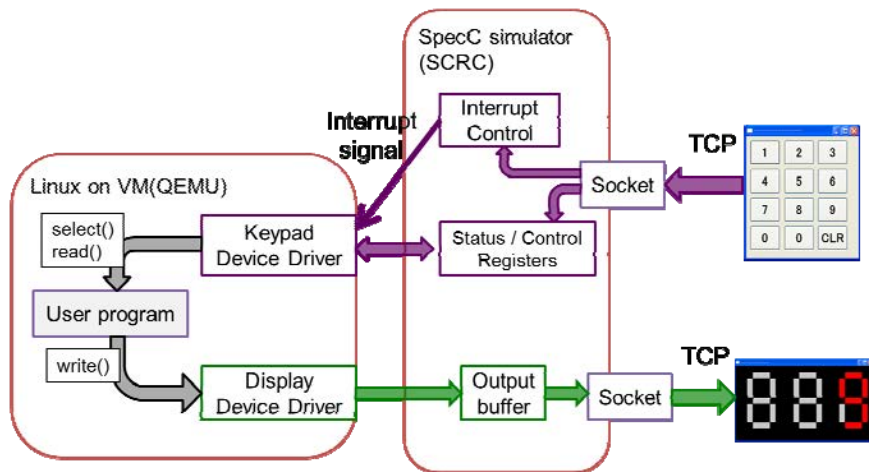 SpecC simulator
(SCRC)
Interrupt
Control
Interrupt
signal
TCP
1 2 3
4 5 6
7 8 9
0 0 CLR
Socket
Linux on VM(QEMU)
select()
read()
Keypad
Device Driver
Status / Control
Registers
User program
write()
Display
Device Driver
Output
buffer
Socket
TCP
9